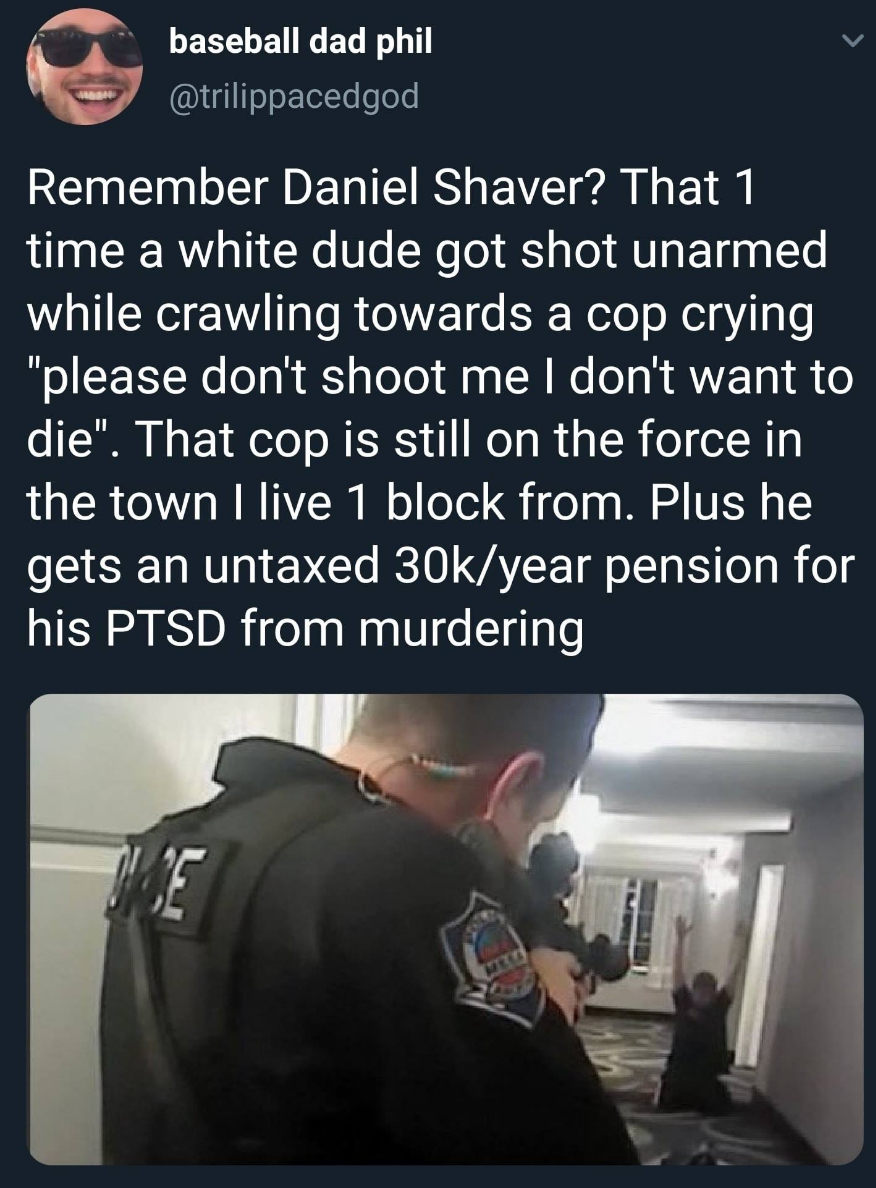 baseball dad phil
@trilippacedgod
Remember Daniel Shaver? That 1
time a white dude got shot unarmed
while crawling towards a cop crying
"please don't shoot me I don't want to
die". That cop is still on the force in
the town I live 1 block from. Plus he
gets an untaxed 30k/year pension for
his PTSD from murdering
MESA